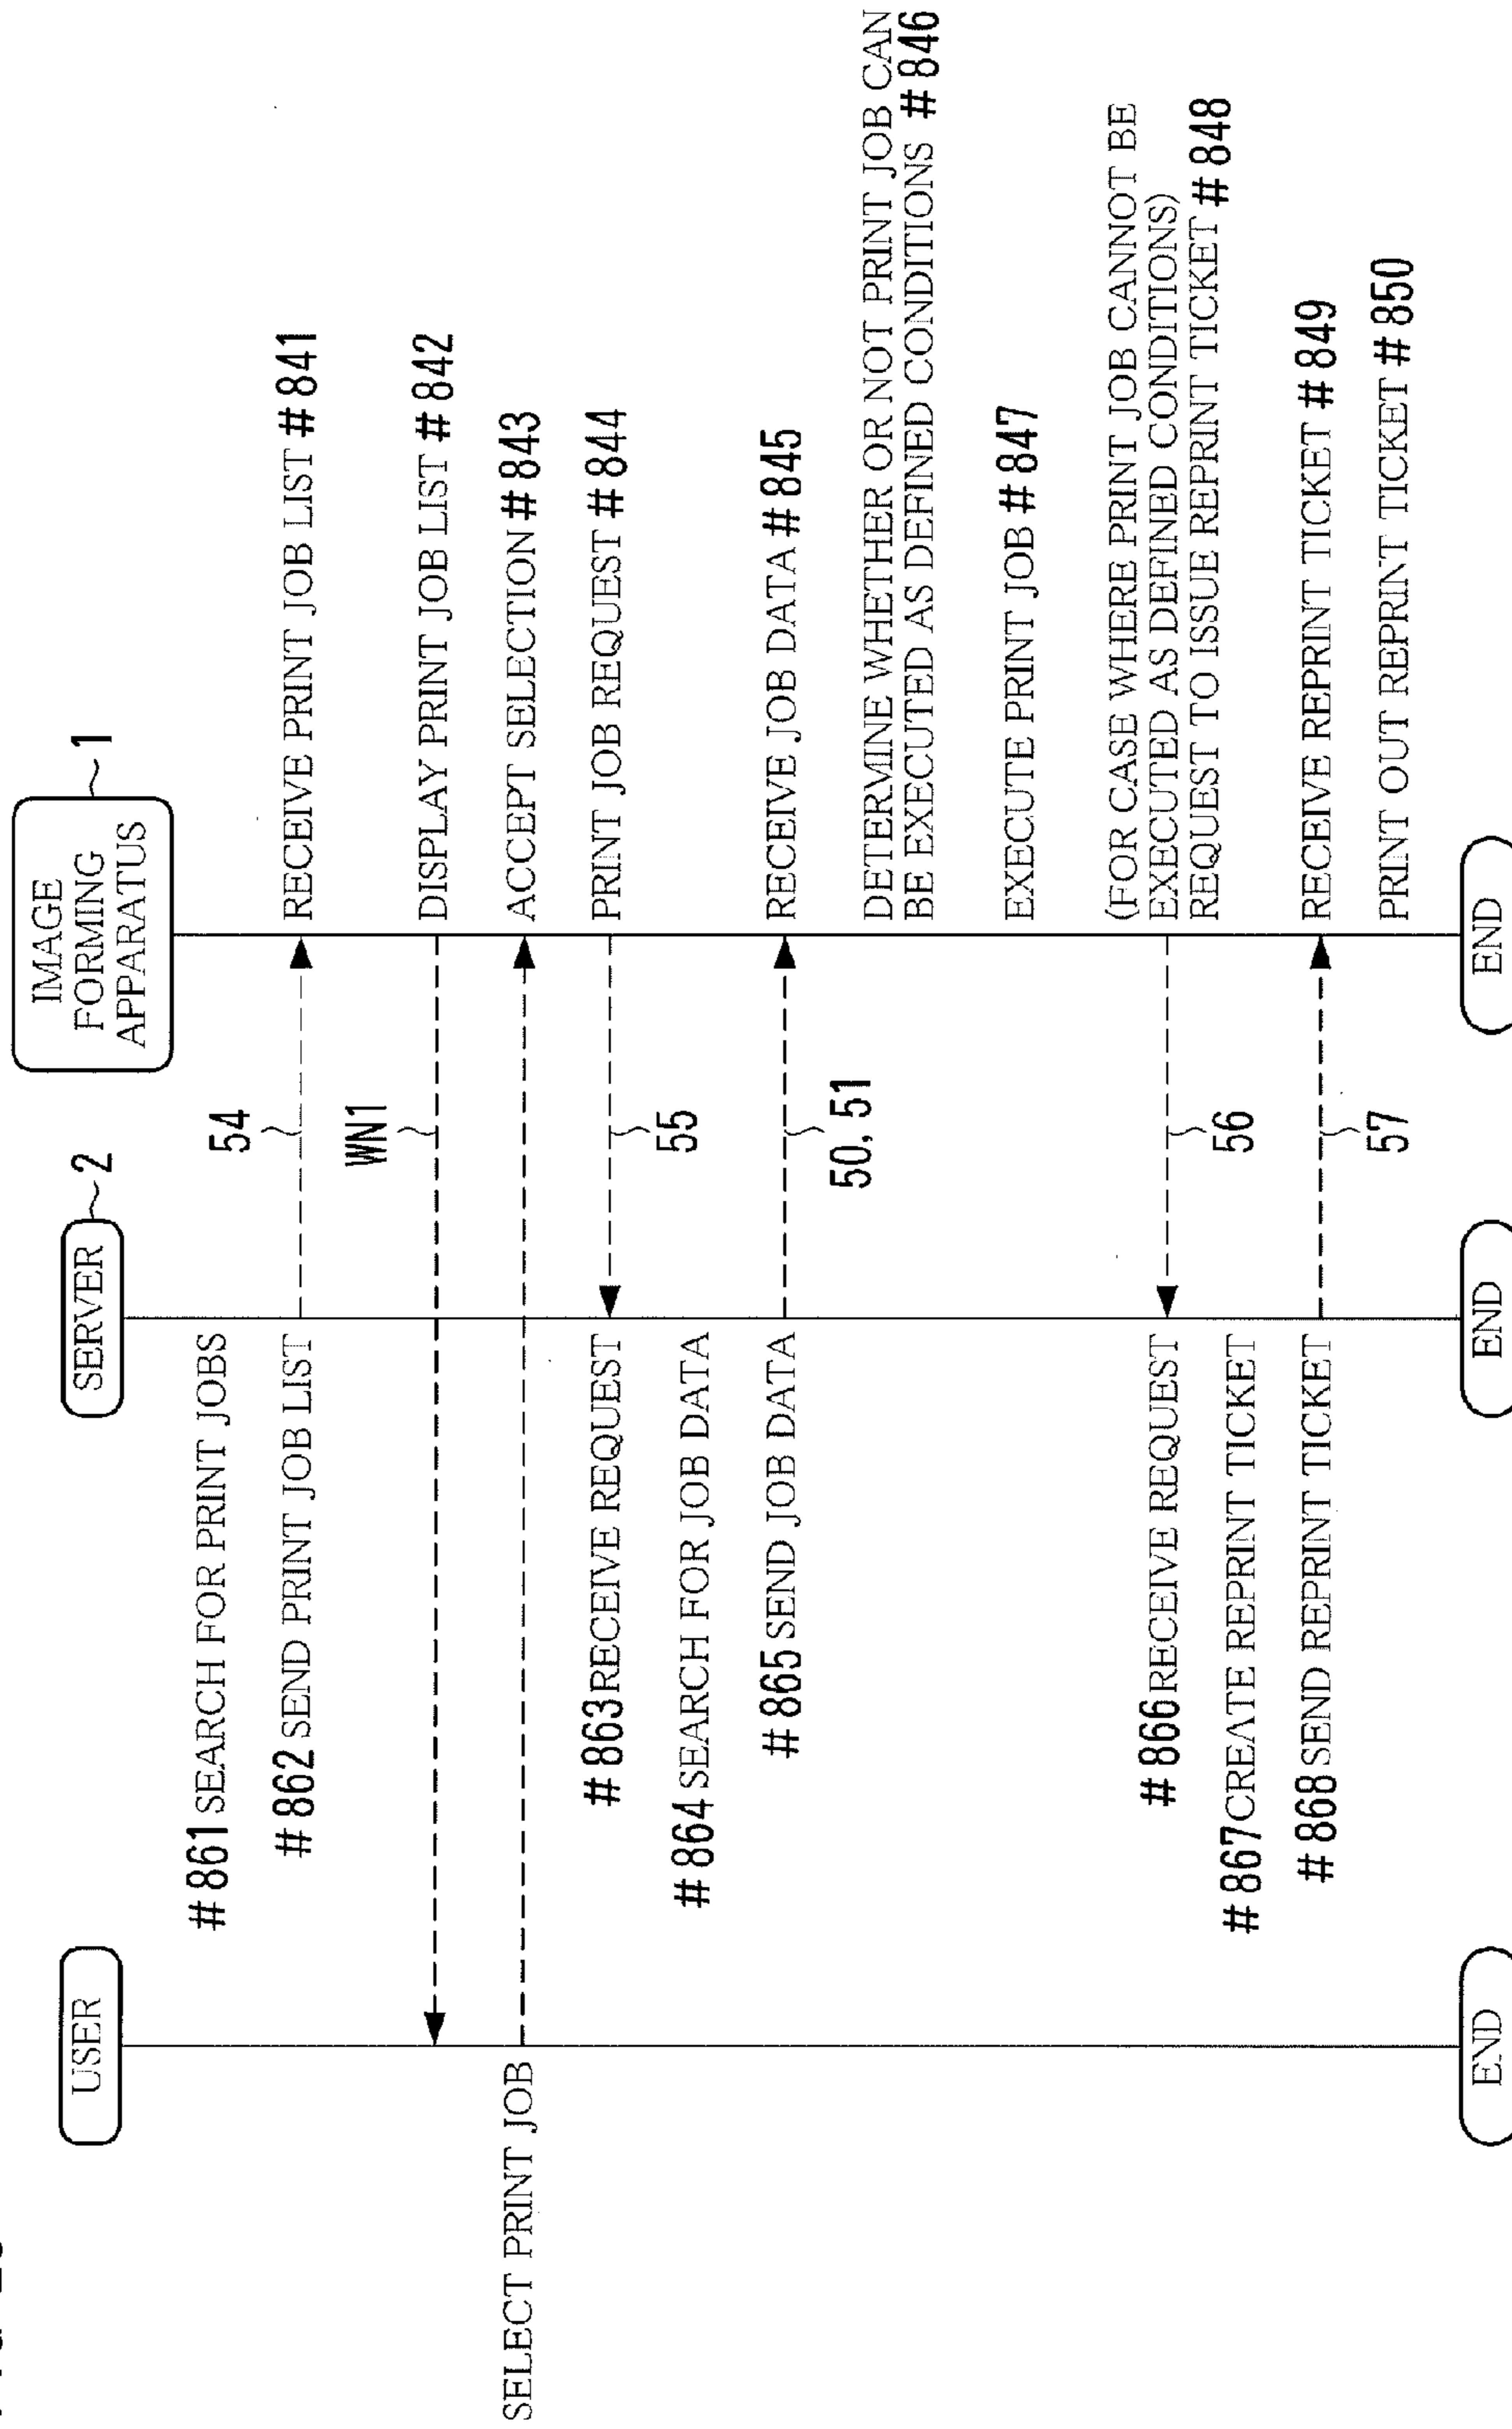 USER
SERVER ~2
IMAGE
FORMING
APPARATUS
~1
#861 SEARCH FOR PRINT JOBS
#862 SEND PRINT JOB LIST
54
RECEIVE PRINT JOB LIST #841
WN1
DISPLAY PRINT JOB LIST #842
SELECT PRINT JOB
ACCEPT SELECTION #843
#863 RECEIVE REQUEST
55
PRINT JOB REQUEST #844
#864 SEARCH FOR JOB DATA
#865 SEND JOB DATA
50, 51
RECEIVE JOB DATA #845
DETERMINE WHETHER OR NOT PRINT JOB CAN
BE EXECUTED AS DEFINED CONDITIONS #846
EXECUTE PRINT JOB #847
(FOR CASE WHERE PRINT JOB CANNOT BE
EXECUTED AS DEFINED CONDITIONS)
REQUEST TO ISSUE REPRINT TICKET #848
#866 RECEIVE REQUEST
56
#867 CREATE REPRINT TICKET
#868 SEND REPRINT TICKET
57
RECEIVE REPRINT TICKET #849
PRINT OUT REPRINT TICKET #850
END
END
END